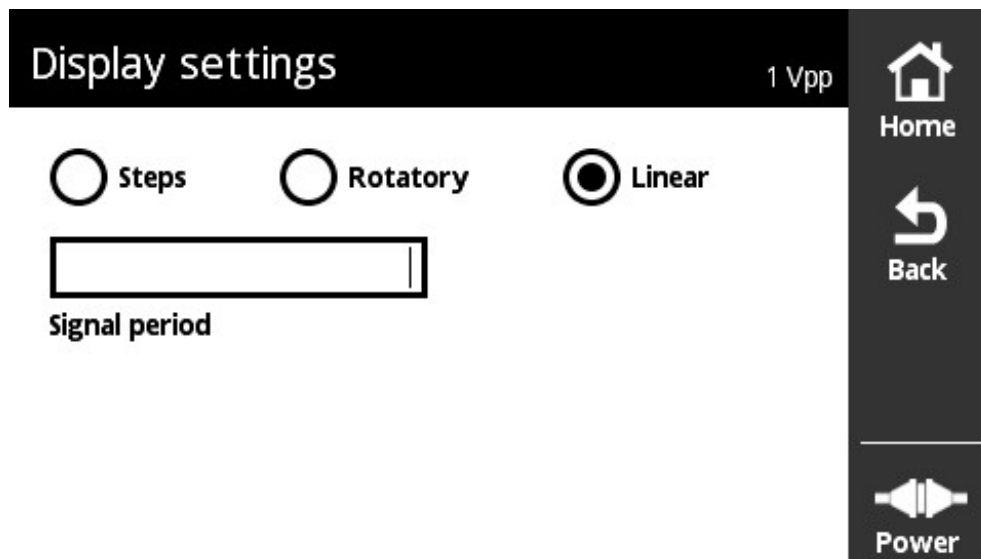 Display settings
1 Vpp
Home
Steps
Rotatory
Linear
Back
Signal period
Power